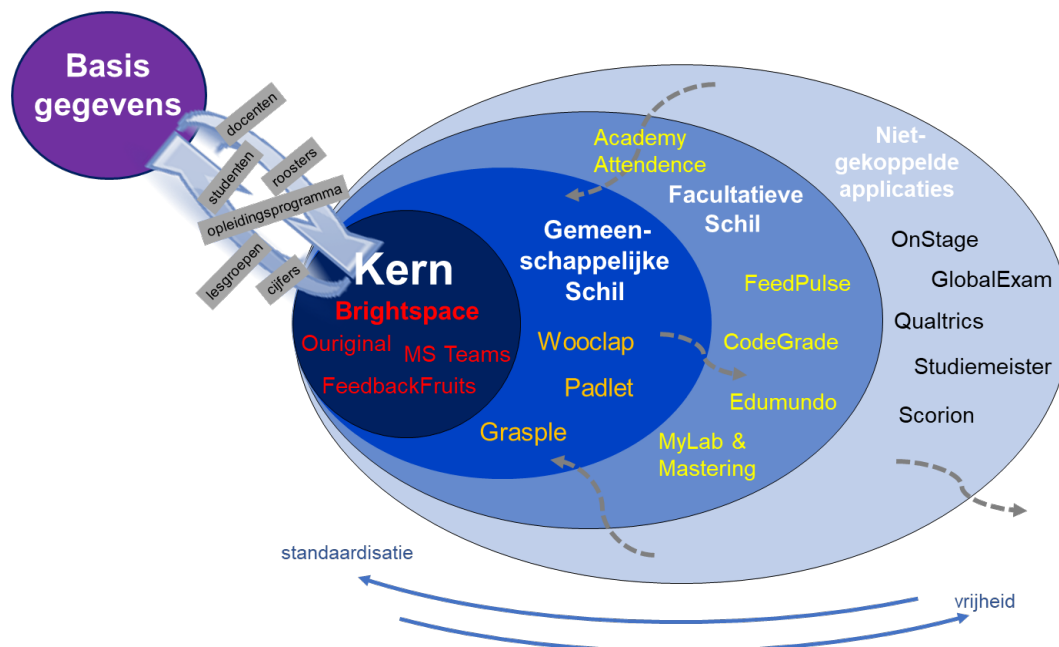 Basis
gegevens
docenten
studenten
roosters
opleidingsprogramma
lesgroepen
cijfers
Kern
Brightspace
Ouriginal
MS Teams
FeedbackFruits
Gemeen-
schappelijke
Schil
Wooclap
Padlet
Grasple
Academy
Attendence
Facultatieve
Schil
FeedPulse
CodeGrade
Edumundo
MyLab &
Mastering
Niet-
gekoppelde
applicaties
OnStage
GlobalExam
Qualtrics
Studiemeister
Scorion
standaardisatie
vrijheid